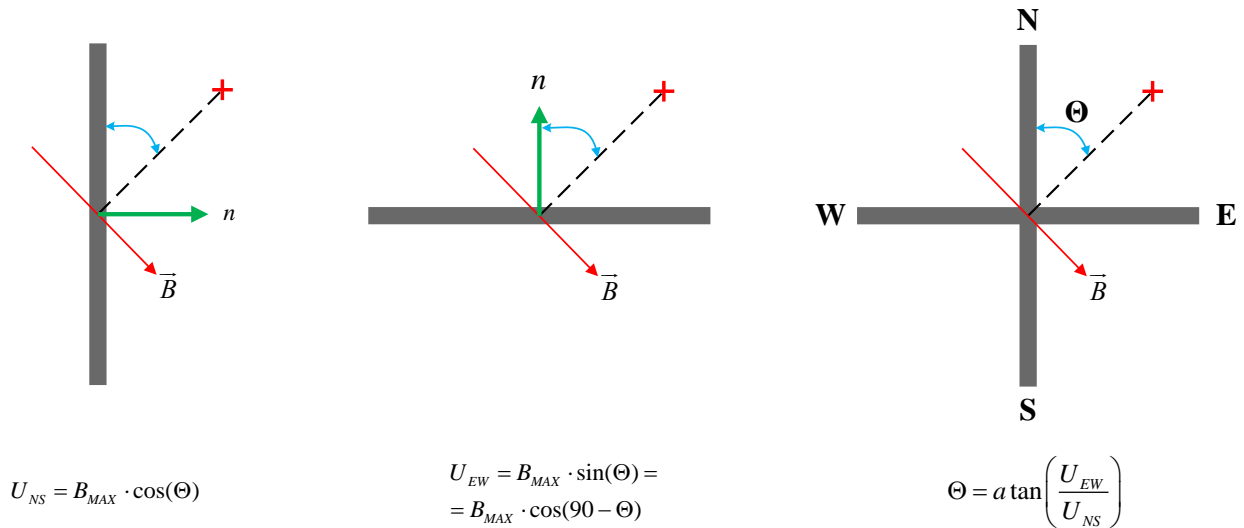 n
B
n
B
N
Θ
W
E
B
S
U_NS = B_MAX · cos(Θ)
U_EW = B_MAX · sin(Θ) =
= B_MAX · cos(90 − Θ)
Θ = a tan(U_EW / U_NS)